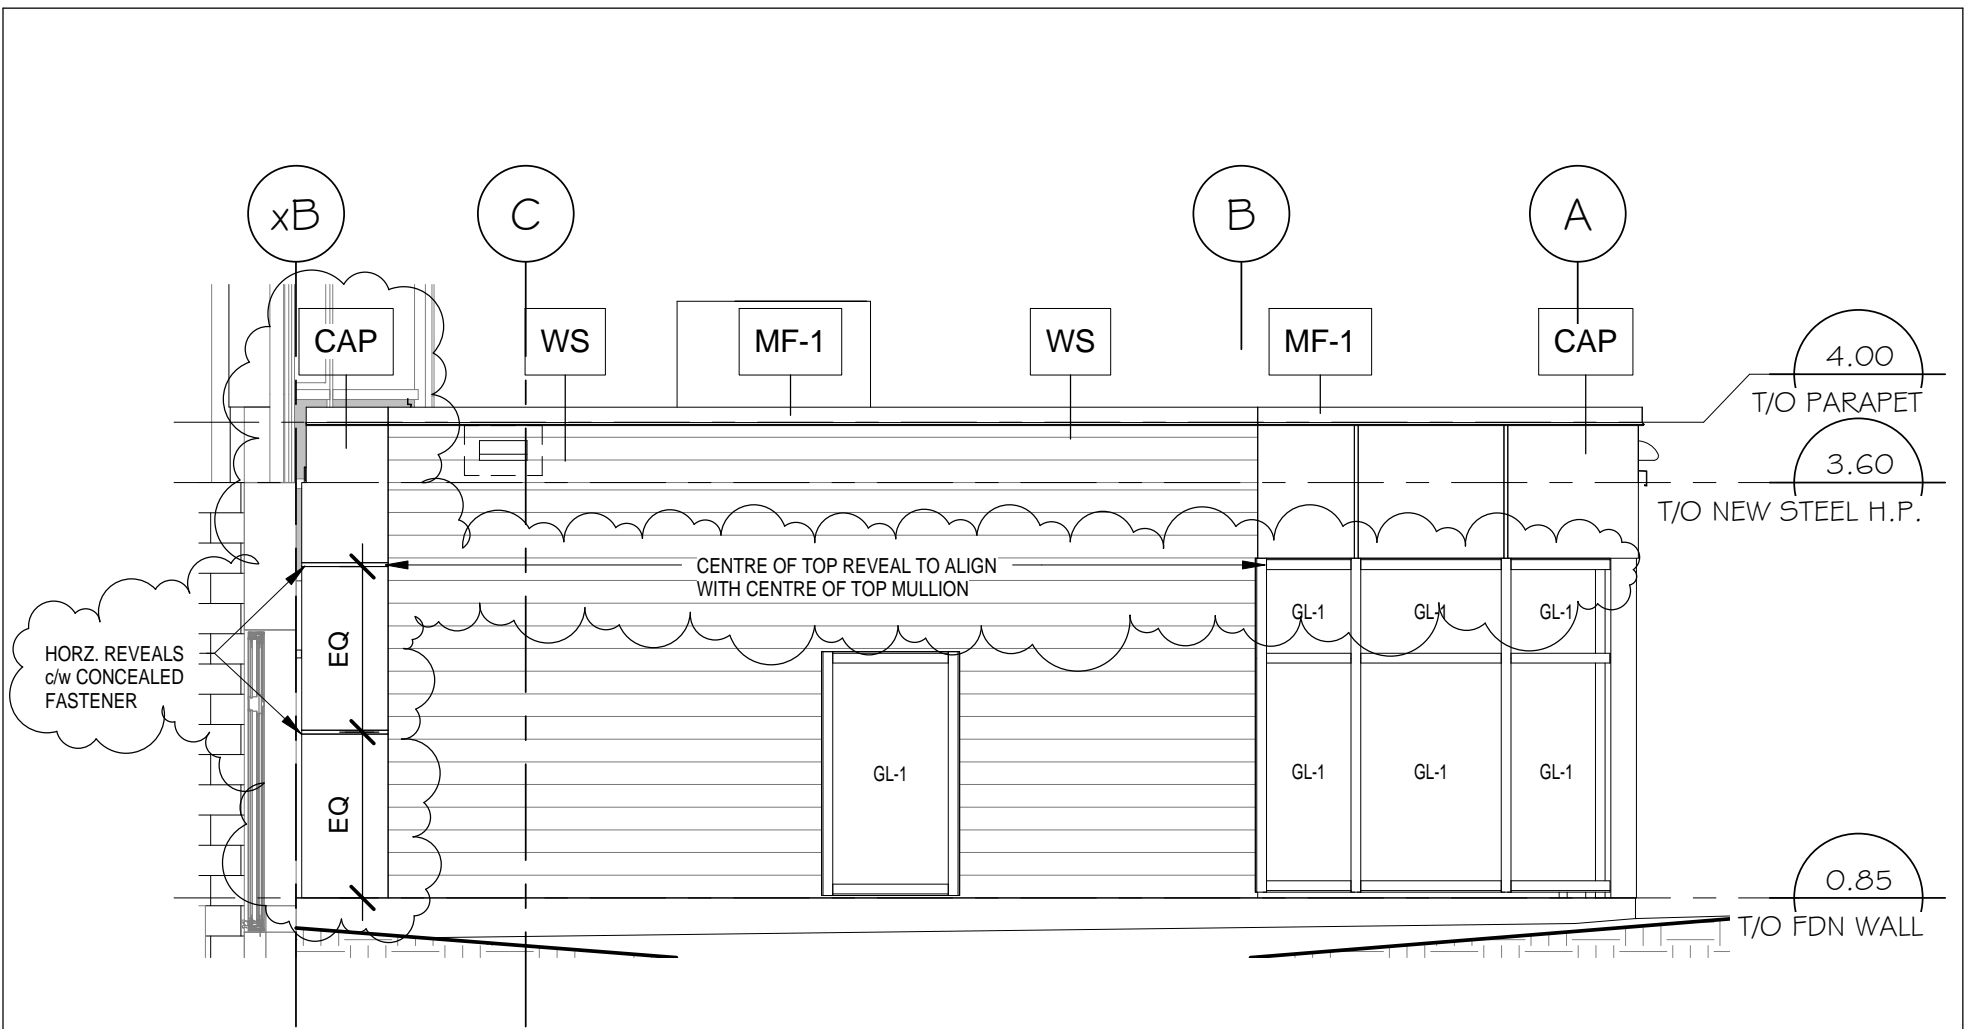 xB
C
B
A
CAP
WS
MF-1
WS
MF-1
CAP
4.00
T/O PARAPET
3.60
T/O NEW STEEL H.P.
CENTRE OF TOP REVEAL TO ALIGN
WITH CENTRE OF TOP MULLION
GL-1
GL-1
GL-1
EQ
HORZ. REVEALS
c/w CONCEALED
FASTENER
GL-1
GL-1
GL-1
GL-1
EQ
0.85
T/O FDN WALL